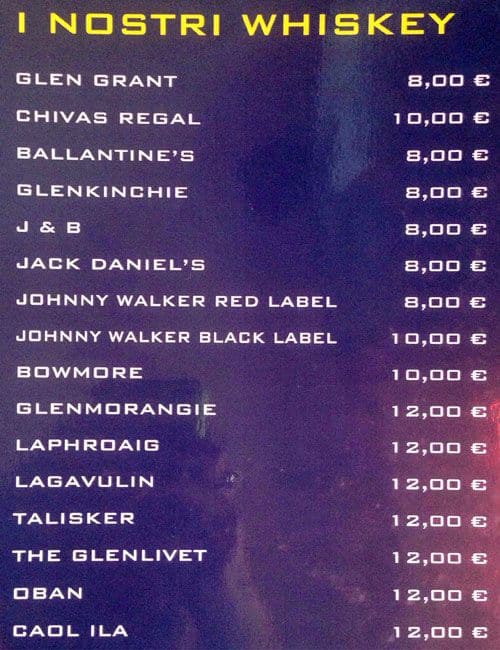 I NOSTRI WHISKEY
GLEN GRANT 8,00 €
CHIVAS REGAL 10,00 €
BALLANTINE'S 8,00 €
GLENKINCHIE 8,00 €
J & B 8,00 €
JACK DANIEL'S 8,00 €
JOHNNY WALKER RED LABEL 8,00 €
JOHNNY WALKER BLACK LABEL 10,00 €
BOWMORE 10,00 €
GLENMORANGIE 12,00 €
LAPHROAIG 12,00 €
LAGAVULIN 12,00 €
TALISKER 12,00 €
THE GLENLIVET 12,00 €
OBAN 12,00 €
CAOL ILA 12,00 €